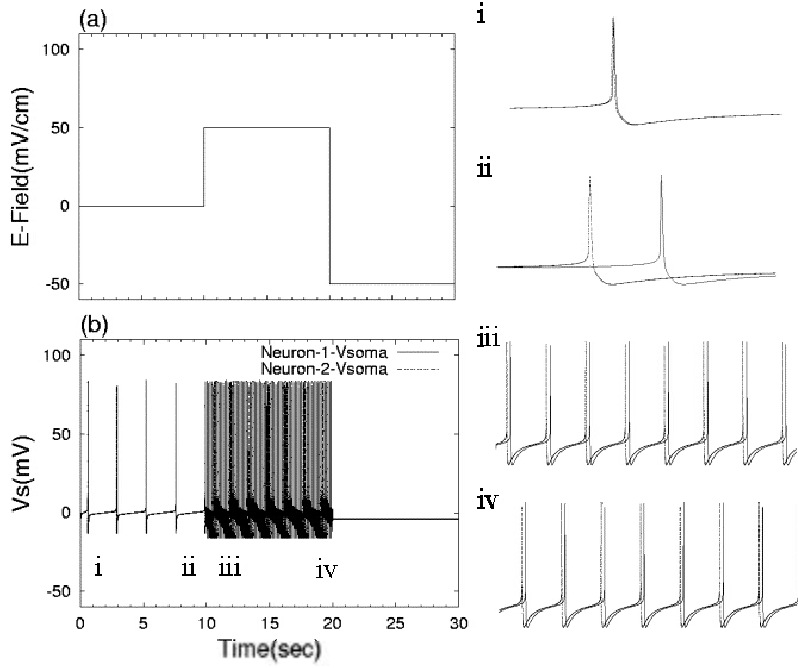 (a)
100
50
0
-50
E-Field(mV/cm)
(b)
Neuron-1-Vsoma
Neuron-2-Vsoma
100
50
0
-50
Vs(mV)
i ii iii iv
0 5 10 15 20 25 30
Time(sec)
i
ii
iii
iv